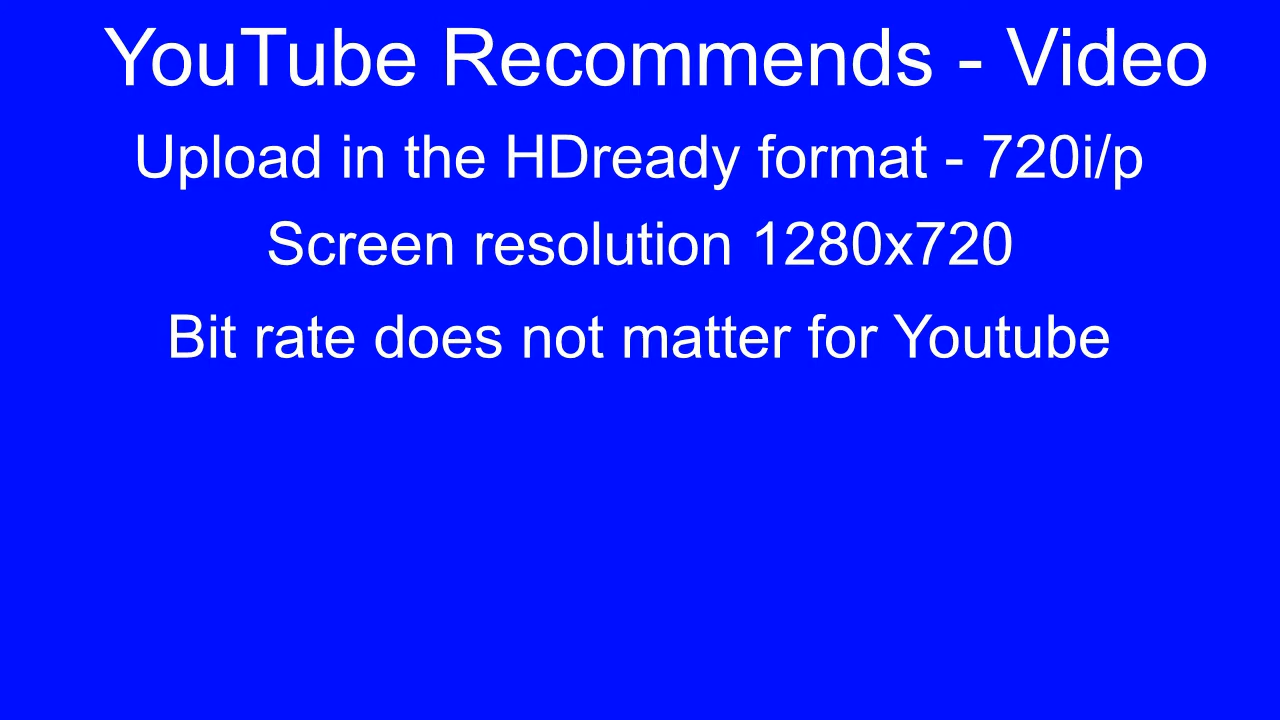 YouTube Recommends - Video
Upload in the HDready format - 720i/p
Screen resolution 1280x720
Bit rate does not matter for Youtube